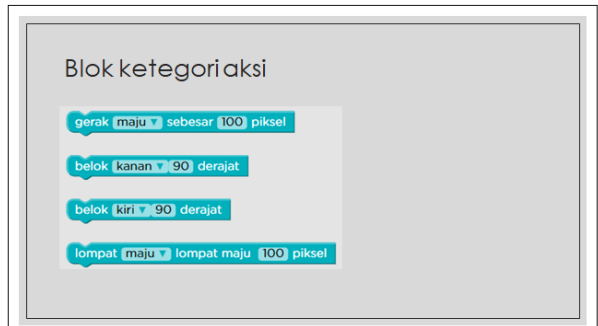 Blok ketegori aksi
gerak maju sebesar 100 piksel
belok kanan 90 derajat
belok kiri 90 derajat
lompat maju lompat maju 100 piksel